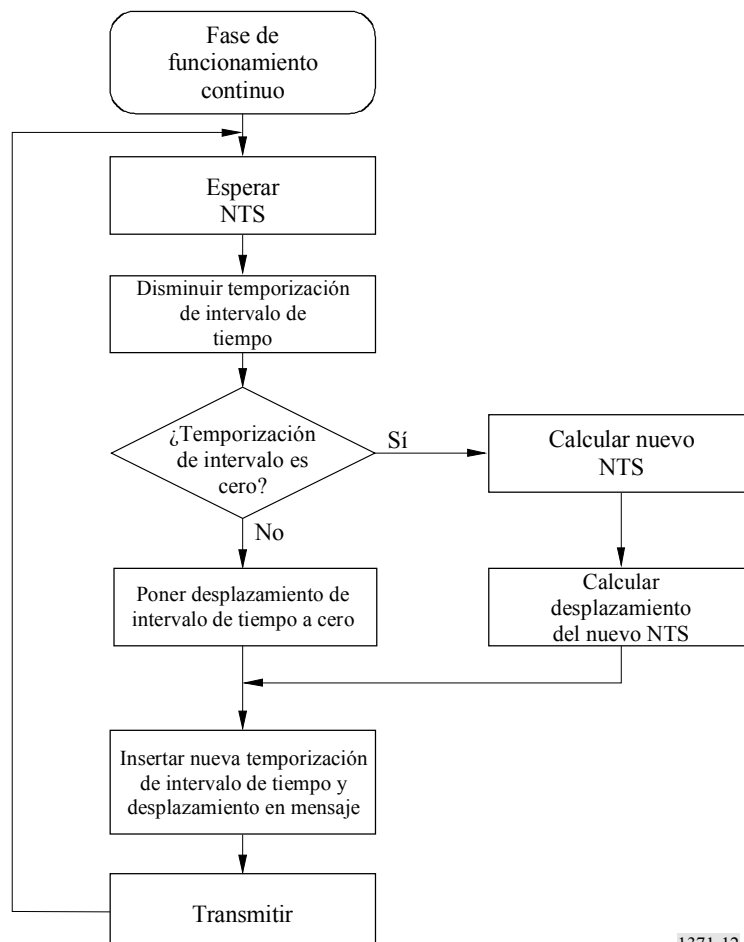 Fase de
funcionamiento
continuo
Esperar
NTS
Disminuir temporización
de intervalo de
tiempo
¿Temporización
de intervalo es
cero?
Sí
Calcular nuevo
NTS
No
Poner desplazamiento de
intervalo de tiempo a cero
Calcular
desplazamiento
del nuevo NTS
Insertar nueva temporización
de intervalo de tiempo y
desplazamiento en mensaje
Transmitir
1371-12